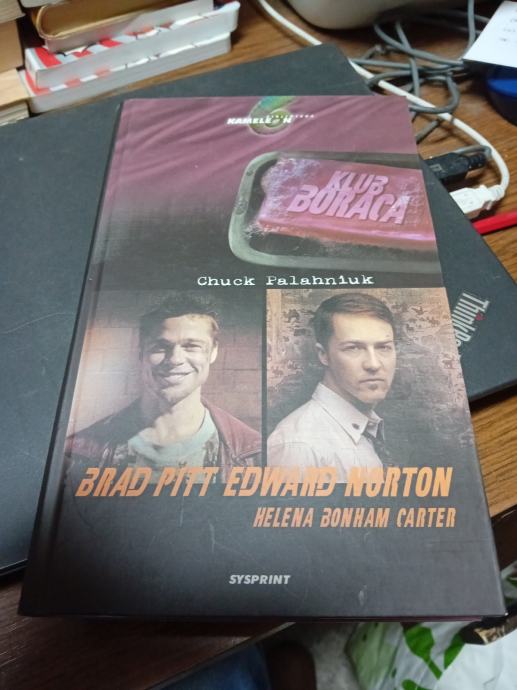 KAMELEON
KLUB
BORACA
Chuck Palahniuk
BRAD PITT EDWARD NORTON
HELENA BONHAM CARTER
SYSPRINT